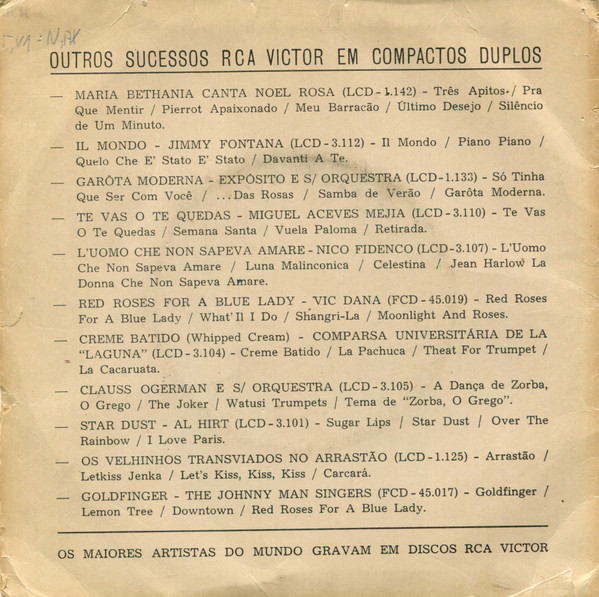 OUTROS SUCESSOS RCA VICTOR EM COMPACTOS DUPLOS
— MARIA BETHANIA CANTA NOEL ROSA (LCD-1.142) - Três Apitos / Pra
Que Mentir / Pierrot Apaixonado / Meu Barracão / Último Desejo / Silêncio
de Um Minuto.
— IL MONDO - JIMMY FONTANA (LCD-3.112) - Il Mondo / Piano Piano /
Quelo Che E' Stato E' Stato / Davanti A Te.
— GARÔTA MODERNA - EXPÓSITO E S/ ORQUESTRA (LCD-1.133) - Só Tinha
Que Ser Com Você / ...Das Rosas / Samba de Verão / Garôta Moderna.
— TE VAS O TE QUEDAS - MIGUEL ACEVES MEJIA (LCD-3.110) - Te Vas
O Te Quedas / Semana Santa / Vuela Paloma / Retirada.
— L'UOMO CHE NON SAPEVA AMARE - NICO FIDENCO (LCD-3.107) - L'Uomo
Che Non Sapeva Amare / Luna Malinconica / Celestina / Jean Harlow La
Donna Che Non Sapeva Amare.
— RED ROSES FOR A BLUE LADY - VIC DANA (FCD-45.019) - Red Roses
For A Blue Lady / What'll I Do / Shangri-La / Moonlight And Roses.
— CREME BATIDO (Whipped Cream) - COMPARSA UNIVERSITÁRIA DE LA
"LAGUNA" (LCD-3.104) - Creme Batido / La Pachuca / Theat For Trumpet /
La Cacaruata.
— CLAUSS OGERMAN E S/ ORQUESTRA (LCD-3.105) - A Dança de Zorba,
O Grego / The Joker / Watusi Trumpets / Tema de "Zorba, O Grego".
— STAR DUST - AL HIRT (LCD-3.101) - Sugar Lips / Star Dust / Over The
Rainbow / I Love Paris.
— OS VELHINHOS TRANSVIADOS NO ARRASTÃO (LCD-1.125) - Arrastão /
Letkiss Jenka / Let's Kiss, Kiss, Kiss / Carcará.
— GOLDFINGER - THE JOHNNY MAN SINGERS (FCD-45.017) - Goldfinger /
Lemon Tree / Downtown / Red Roses For A Blue Lady.
OS MAIORES ARTISTAS DO MUNDO GRAVAM EM DISCOS RCA VICTOR